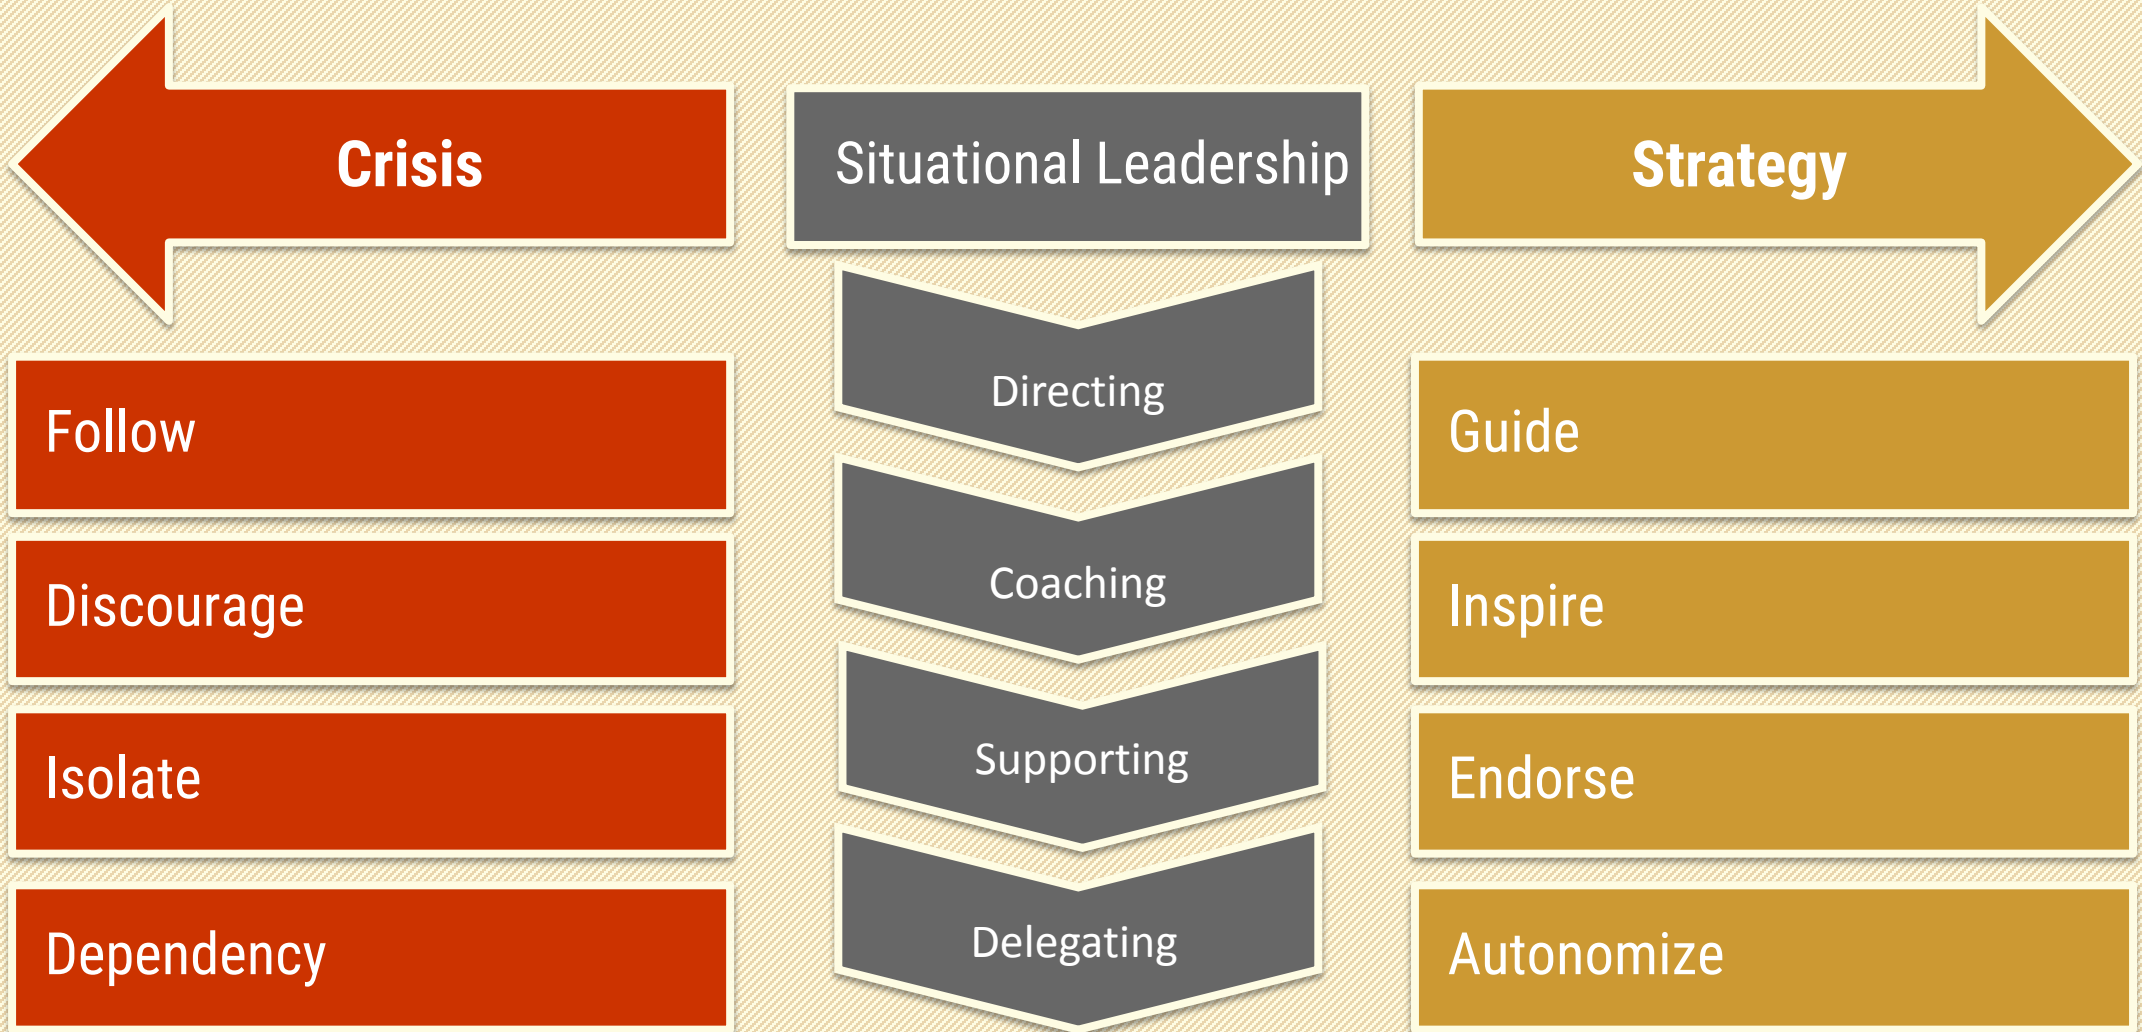 Crisis
Situational Leadership
Strategy
Follow
Directing
Guide
Discourage
Coaching
Inspire
Isolate
Supporting
Endorse
Dependency
Delegating
Autonomize